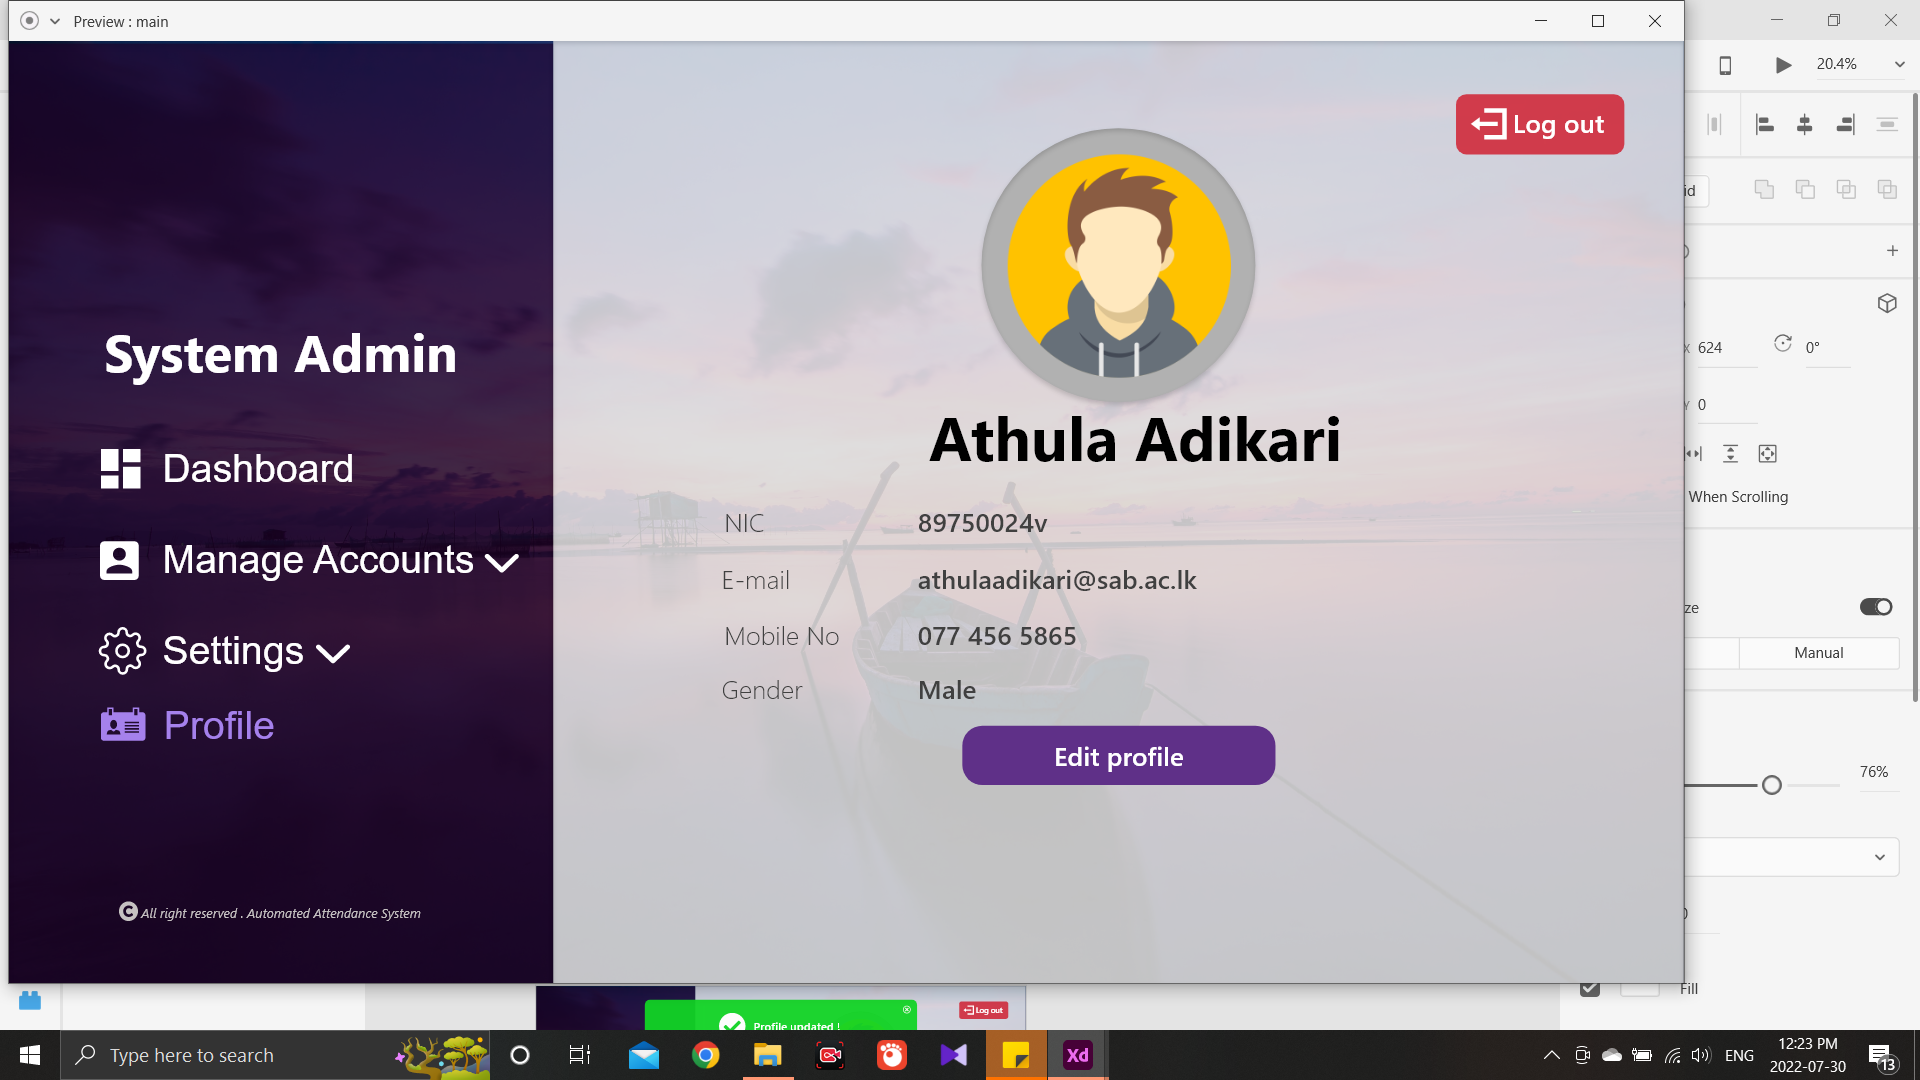 Preview : main
20.4%
Log out
id
System Admin
X 624
0°
Y 0
Athula Adikari
Dashboard
When Scrolling
NIC 89750024v
Manage Accounts
E-mail athulaadikari@sab.ac.lk
ze
Mobile No 077 456 5865
Settings
Manual
Gender Male
Profile
Edit profile
76%
C All right reserved . Automated Attendance System
Fill
Log out
Profile updated !
Type here to search
Xd
ENG
12:23 PM
2022-07-30
13